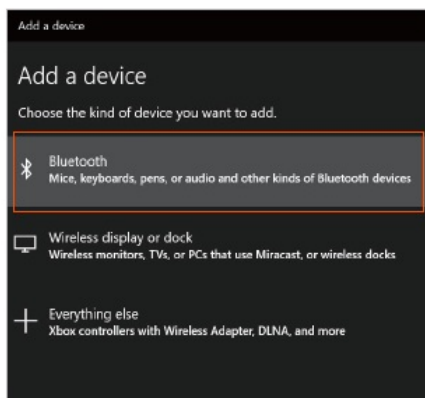 Add a device
Add a device
Choose the kind of device you want to add.
Bluetooth
Mice, keyboards, pens, or audio and other kinds of Bluetooth devices
Wireless display or dock
Wireless monitors, TVs, or PCs that use Miracast, or wireless docks
Everything else
Xbox controllers with Wireless Adapter, DLNA, and more